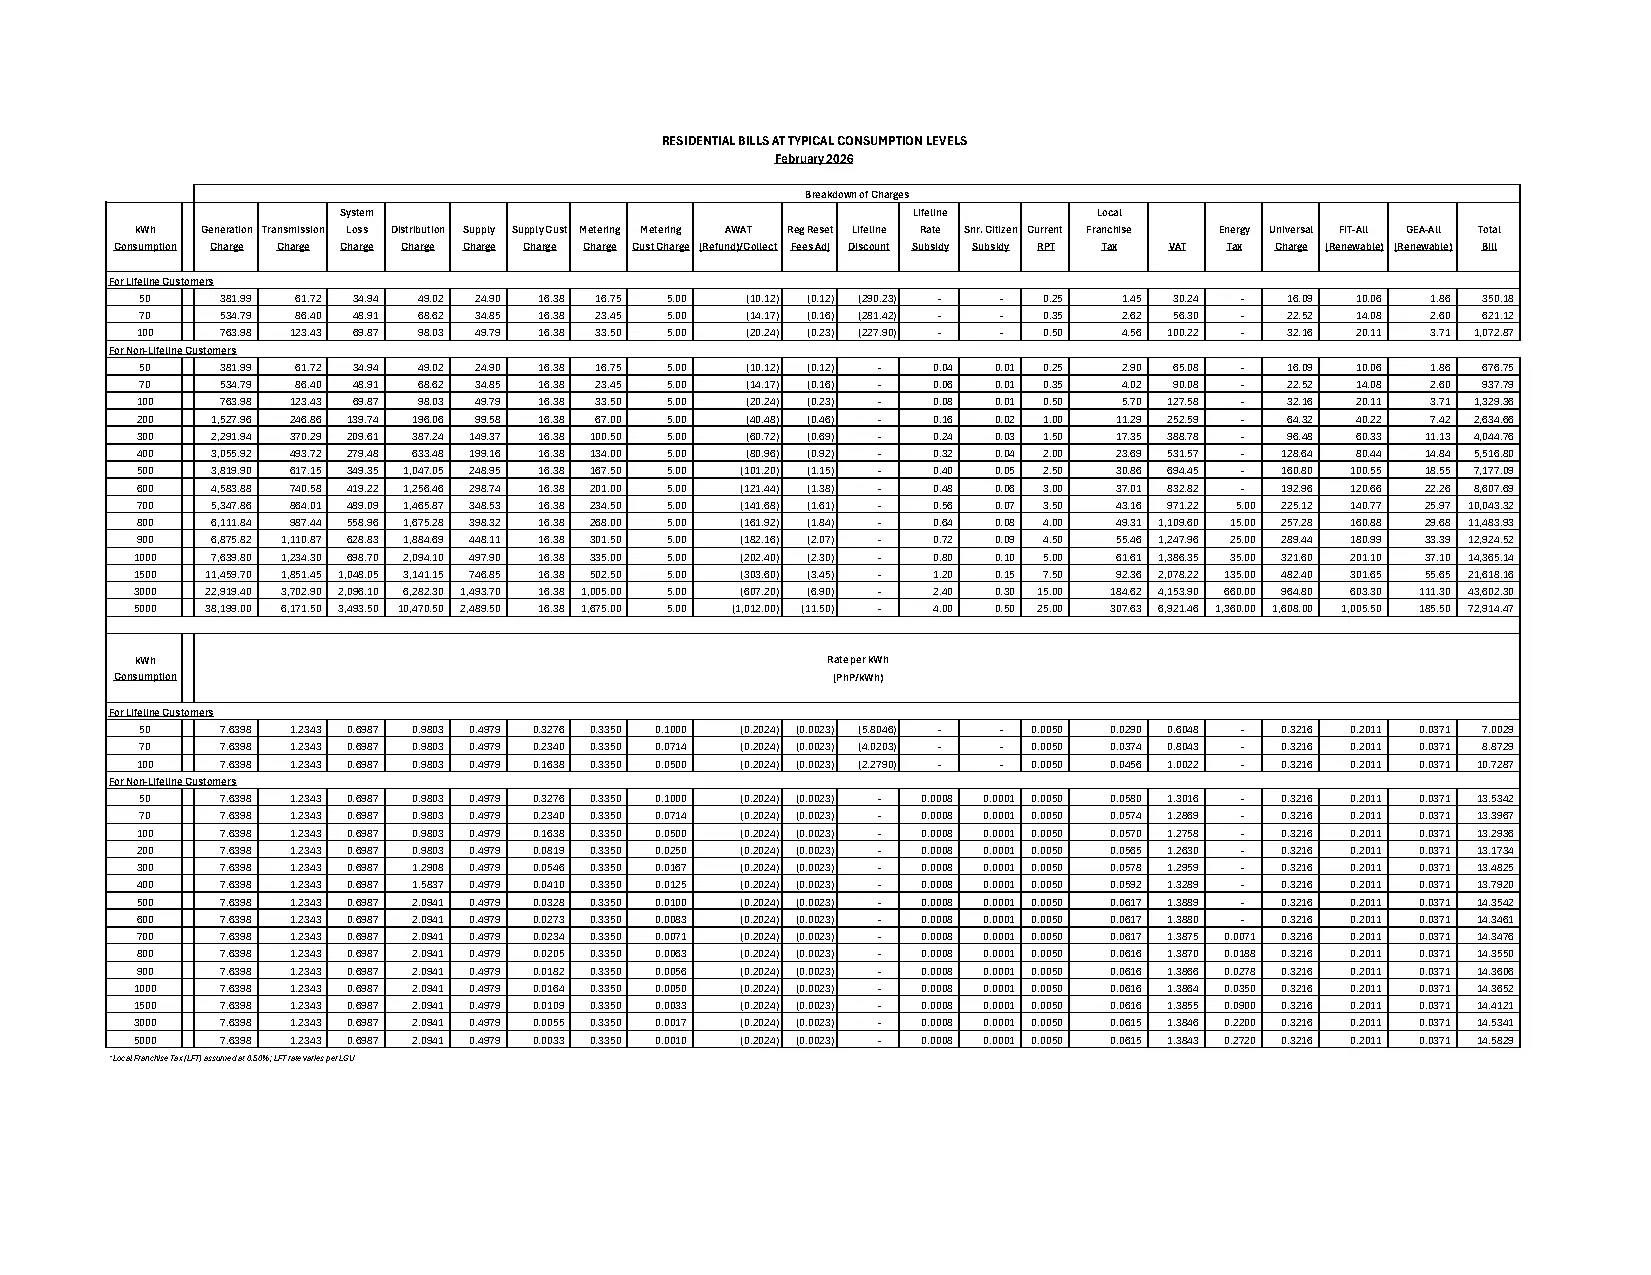 RESIDENTIAL BILLS AT TYPICAL CONSUMPTION LEVELS
February 2026
Breakdown of Charges
System Lifeline Local
kWh Generation Transmission Loss Distribution Supply Supply Cust Metering Metering AWAT Reg Reset Lifeline Rate Snr. Citizen Current Franchise Energy Universal FIT-All GEA-All Total
Consumption Charge Charge Charge Charge Charge Charge Charge Cust Charge (Refund)/Collect Fees Adj Discount Subsidy Subsidy RPT Tax VAT Tax Charge (Renewable) (Renewable) Bill
For Lifeline Customers
50 381.99 61.72 34.94 49.02 24.90 16.38 16.75 5.00 (10.12) (0.12) (290.23) - - 0.25 1.45 30.24 - 16.09 10.06 1.86 350.18
70 534.79 86.40 48.91 68.62 34.85 16.38 23.45 5.00 (14.17) (0.16) (281.42) - - 0.35 2.62 56.30 - 22.52 14.08 2.60 621.12
100 763.98 123.43 69.87 98.03 49.79 16.38 33.50 5.00 (20.24) (0.23) (227.90) - - 0.50 4.56 100.22 - 32.16 20.11 3.71 1,072.87
For Non-Lifeline Customers
50 381.99 61.72 34.94 49.02 24.90 16.38 16.75 5.00 (10.12) (0.12) - 0.04 0.01 0.25 2.90 65.08 - 16.09 10.06 1.86 676.75
70 534.79 86.40 48.91 68.62 34.85 16.38 23.45 5.00 (14.17) (0.16) - 0.06 0.01 0.35 4.02 90.08 - 22.52 14.08 2.60 937.79
100 763.98 123.43 69.87 98.03 49.79 16.38 33.50 5.00 (20.24) (0.23) - 0.08 0.01 0.50 5.70 127.58 - 32.16 20.11 3.71 1,329.36
200 1,527.96 246.86 139.74 196.06 99.58 16.38 67.00 5.00 (40.48) (0.46) - 0.16 0.02 1.00 11.29 252.59 - 64.32 40.22 7.42 2,634.66
300 2,291.94 370.29 209.61 387.24 149.37 16.38 100.50 5.00 (60.72) (0.69) - 0.24 0.03 1.50 17.35 388.78 - 96.48 60.33 11.13 4,044.76
400 3,055.92 493.72 279.48 633.48 199.16 16.38 134.00 5.00 (80.96) (0.92) - 0.32 0.04 2.00 23.69 531.57 - 128.64 80.44 14.84 5,516.80
500 3,819.90 617.15 349.35 1,047.05 248.95 16.38 167.50 5.00 (101.20) (1.15) - 0.40 0.05 2.50 30.86 694.45 - 160.80 100.55 18.55 7,177.09
600 4,583.88 740.58 419.22 1,256.46 298.74 16.38 201.00 5.00 (121.44) (1.38) - 0.48 0.06 3.00 37.01 832.82 - 192.96 120.66 22.26 8,607.69
700 5,347.86 864.01 489.09 1,465.87 348.53 16.38 234.50 5.00 (141.68) (1.61) - 0.56 0.07 3.50 43.16 971.22 5.00 225.12 140.77 25.97 10,043.32
800 6,111.84 987.44 558.96 1,675.28 398.32 16.38 268.00 5.00 (161.92) (1.84) - 0.64 0.08 4.00 49.31 1,109.60 15.00 257.28 160.88 29.68 11,483.93
900 6,875.82 1,110.87 628.83 1,884.69 448.11 16.38 301.50 5.00 (182.16) (2.07) - 0.72 0.09 4.50 55.46 1,247.96 25.00 289.44 180.99 33.39 12,924.52
1000 7,639.80 1,234.30 698.70 2,094.10 497.90 16.38 335.00 5.00 (202.40) (2.30) - 0.80 0.10 5.00 61.61 1,386.35 35.00 321.60 201.10 37.10 14,365.14
1500 11,459.70 1,851.45 1,048.05 3,141.15 746.85 16.38 502.50 5.00 (303.60) (3.45) - 1.20 0.15 7.50 92.36 2,078.22 135.00 482.40 301.65 55.65 21,618.16
3000 22,919.40 3,702.90 2,096.10 6,282.30 1,493.70 16.38 1,005.00 5.00 (607.20) (6.90) - 2.40 0.30 15.00 184.62 4,153.90 660.00 964.80 603.30 111.30 43,602.30
5000 38,199.00 6,171.50 3,493.50 10,470.50 2,489.50 16.38 1,675.00 5.00 (1,012.00) (11.50) - 4.00 0.50 25.00 307.63 6,921.46 1,360.00 1,608.00 1,005.50 185.50 72,914.47
kWh Rate per kWh
Consumption (PhP/kWh)
For Lifeline Customers
50 7.6398 1.2343 0.6987 0.9803 0.4979 0.3276 0.3350 0.1000 (0.2024) (0.0023) (5.8046) - - 0.0050 0.0290 0.6048 - 0.3216 0.2011 0.0371 7.0029
70 7.6398 1.2343 0.6987 0.9803 0.4979 0.2340 0.3350 0.0714 (0.2024) (0.0023) (4.0203) - - 0.0050 0.0374 0.8043 - 0.3216 0.2011 0.0371 8.8729
100 7.6398 1.2343 0.6987 0.9803 0.4979 0.1638 0.3350 0.0500 (0.2024) (0.0023) (2.2790) - - 0.0050 0.0456 1.0022 - 0.3216 0.2011 0.0371 10.7287
For Non-Lifeline Customers
50 7.6398 1.2343 0.6987 0.9803 0.4979 0.3276 0.3350 0.1000 (0.2024) (0.0023) - 0.0008 0.0001 0.0050 0.0580 1.3016 - 0.3216 0.2011 0.0371 13.5342
70 7.6398 1.2343 0.6987 0.9803 0.4979 0.2340 0.3350 0.0714 (0.2024) (0.0023) - 0.0008 0.0001 0.0050 0.0574 1.2869 - 0.3216 0.2011 0.0371 13.3967
100 7.6398 1.2343 0.6987 0.9803 0.4979 0.1638 0.3350 0.0500 (0.2024) (0.0023) - 0.0008 0.0001 0.0050 0.0570 1.2758 - 0.3216 0.2011 0.0371 13.2936
200 7.6398 1.2343 0.6987 0.9803 0.4979 0.0819 0.3350 0.0250 (0.2024) (0.0023) - 0.0008 0.0001 0.0050 0.0565 1.2630 - 0.3216 0.2011 0.0371 13.1734
300 7.6398 1.2343 0.6987 1.2908 0.4979 0.0546 0.3350 0.0167 (0.2024) (0.0023) - 0.0008 0.0001 0.0050 0.0578 1.2959 - 0.3216 0.2011 0.0371 13.4825
400 7.6398 1.2343 0.6987 1.5837 0.4979 0.0410 0.3350 0.0125 (0.2024) (0.0023) - 0.0008 0.0001 0.0050 0.0592 1.3289 - 0.3216 0.2011 0.0371 13.7920
500 7.6398 1.2343 0.6987 2.0941 0.4979 0.0328 0.3350 0.0100 (0.2024) (0.0023) - 0.0008 0.0001 0.0050 0.0617 1.3889 - 0.3216 0.2011 0.0371 14.3542
600 7.6398 1.2343 0.6987 2.0941 0.4979 0.0273 0.3350 0.0083 (0.2024) (0.0023) - 0.0008 0.0001 0.0050 0.0617 1.3880 - 0.3216 0.2011 0.0371 14.3461
700 7.6398 1.2343 0.6987 2.0941 0.4979 0.0234 0.3350 0.0071 (0.2024) (0.0023) - 0.0008 0.0001 0.0050 0.0617 1.3875 0.0071 0.3216 0.2011 0.0371 14.3476
800 7.6398 1.2343 0.6987 2.0941 0.4979 0.0205 0.3350 0.0063 (0.2024) (0.0023) - 0.0008 0.0001 0.0050 0.0616 1.3870 0.0188 0.3216 0.2011 0.0371 14.3550
900 7.6398 1.2343 0.6987 2.0941 0.4979 0.0182 0.3350 0.0056 (0.2024) (0.0023) - 0.0008 0.0001 0.0050 0.0616 1.3866 0.0278 0.3216 0.2011 0.0371 14.3606
1000 7.6398 1.2343 0.6987 2.0941 0.4979 0.0164 0.3350 0.0050 (0.2024) (0.0023) - 0.0008 0.0001 0.0050 0.0616 1.3864 0.0350 0.3216 0.2011 0.0371 14.3652
1500 7.6398 1.2343 0.6987 2.0941 0.4979 0.0109 0.3350 0.0033 (0.2024) (0.0023) - 0.0008 0.0001 0.0050 0.0616 1.3855 0.0900 0.3216 0.2011 0.0371 14.4121
3000 7.6398 1.2343 0.6987 2.0941 0.4979 0.0055 0.3350 0.0017 (0.2024) (0.0023) - 0.0008 0.0001 0.0050 0.0615 1.3846 0.2200 0.3216 0.2011 0.0371 14.5341
5000 7.6398 1.2343 0.6987 2.0941 0.4979 0.0033 0.3350 0.0010 (0.2024) (0.0023) - 0.0008 0.0001 0.0050 0.0615 1.3843 0.2720 0.3216 0.2011 0.0371 14.5829
*Local Franchise Tax (LFT) assumed at 0.50%; LFT rate varies per LGU